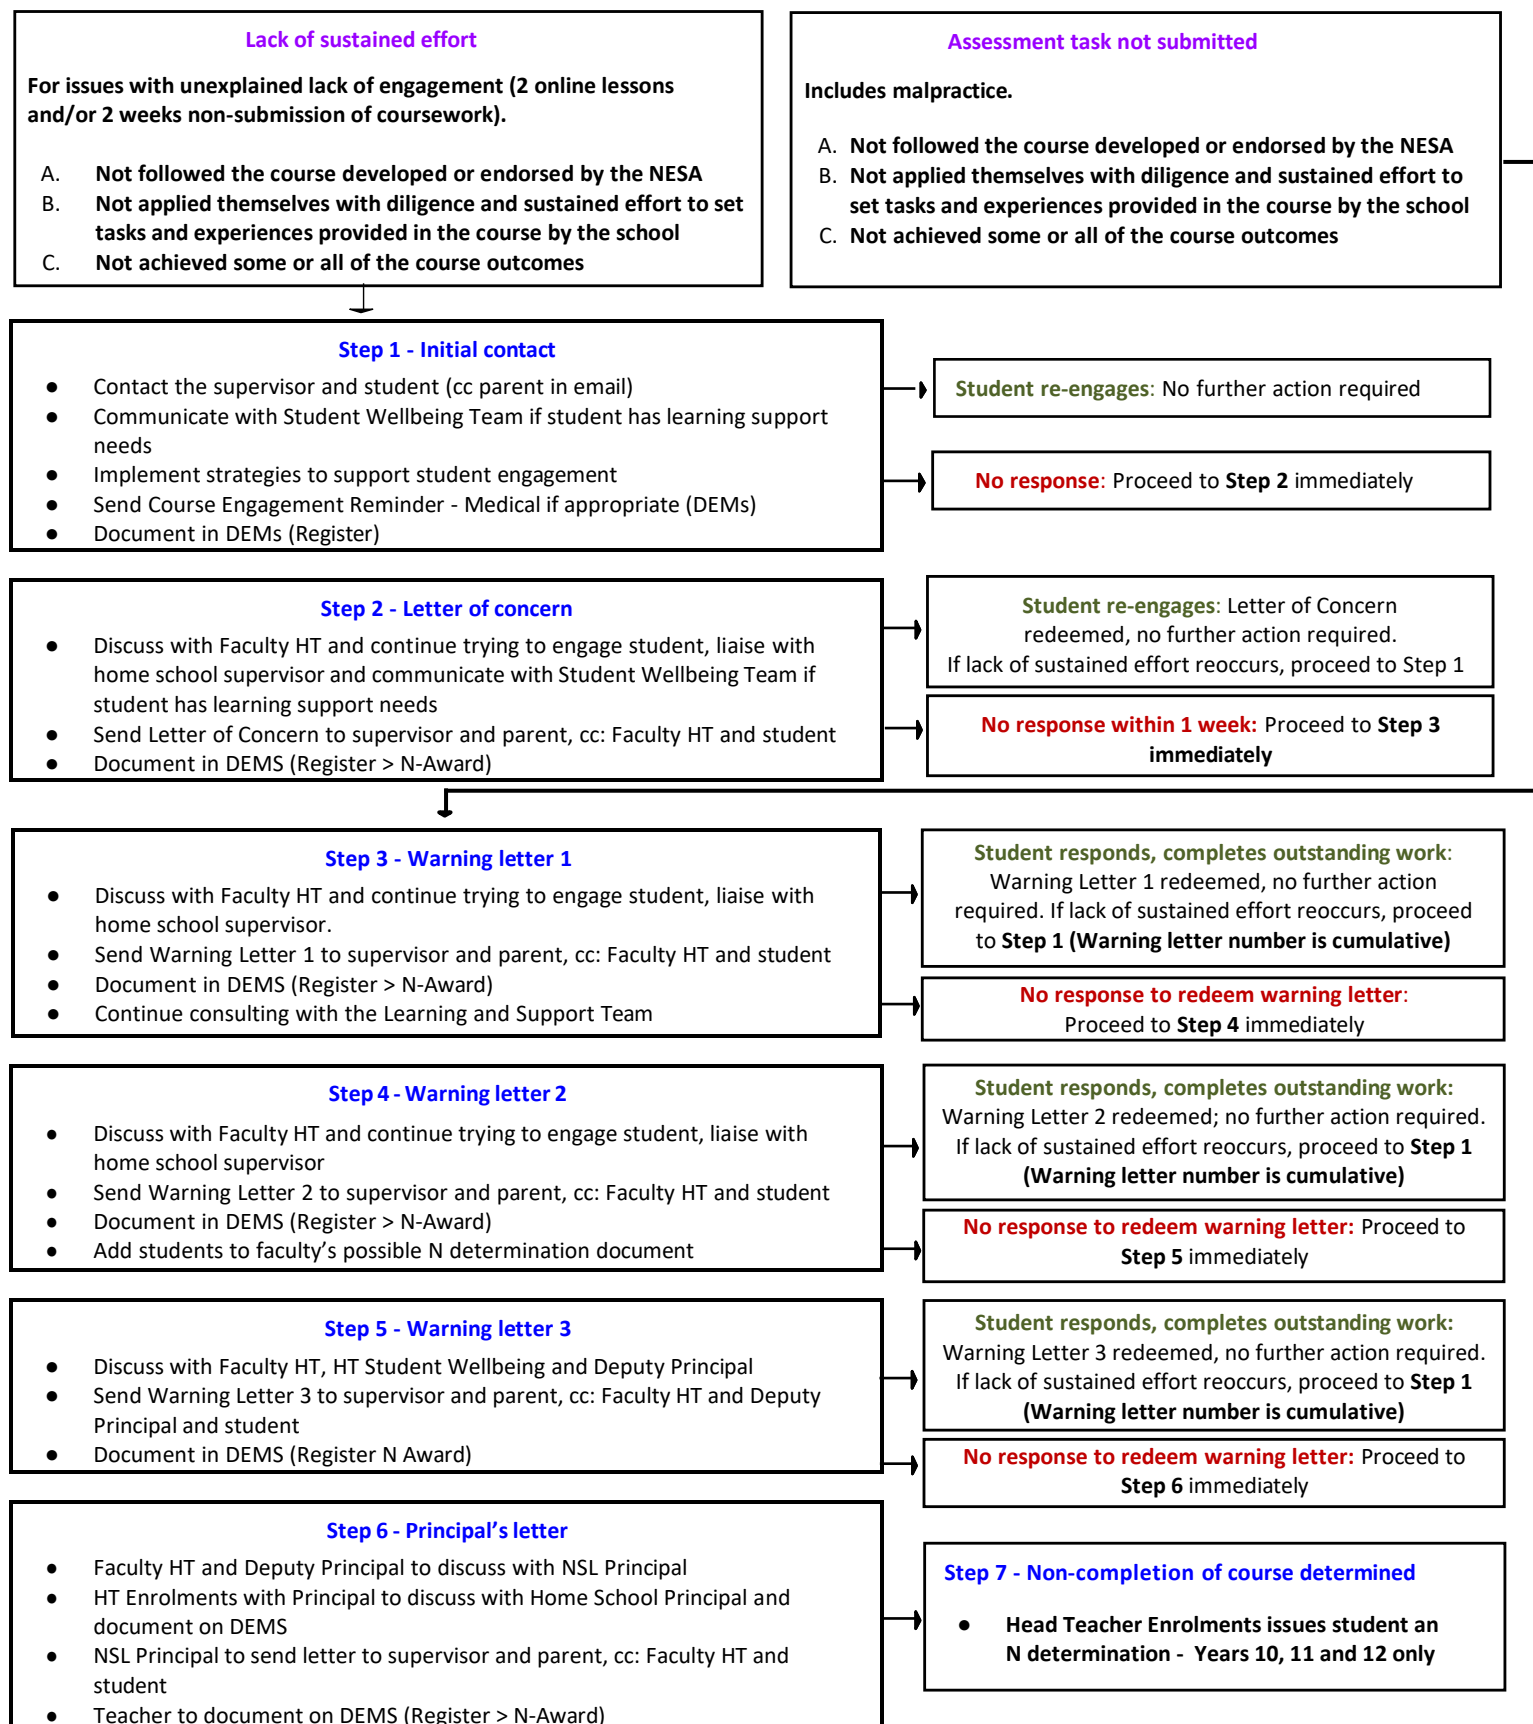 Lack of sustained effort
For issues with unexplained lack of engagement (2 online lessons
and/or 2 weeks non-submission of coursework).
A. Not followed the course developed or endorsed by the NESA
B. Not applied themselves with diligence and sustained effort to set
tasks and experiences provided in the course by the school
C. Not achieved some or all of the course outcomes
Assessment task not submitted
Includes malpractice.
A. Not followed the course developed or endorsed by the NESA
B. Not applied themselves with diligence and sustained effort to
set tasks and experiences provided in the course by the school
C. Not achieved some or all of the course outcomes
Step 1 - Initial contact
● Contact the supervisor and student (cc parent in email)
● Communicate with Student Wellbeing Team if student has learning support
needs
● Implement strategies to support student engagement
● Send Course Engagement Reminder - Medical if appropriate (DEMs)
● Document in DEMs (Register)
Student re-engages: No further action required
No response: Proceed to Step 2 immediately
Step 2 - Letter of concern
● Discuss with Faculty HT and continue trying to engage student, liaise with
home school supervisor and communicate with Student Wellbeing Team if
student has learning support needs
● Send Letter of Concern to supervisor and parent, cc: Faculty HT and student
● Document in DEMS (Register > N-Award)
Student re-engages: Letter of Concern
redeemed, no further action required.
If lack of sustained effort reoccurs, proceed to Step 1
No response within 1 week: Proceed to Step 3
immediately
Step 3 - Warning letter 1
● Discuss with Faculty HT and continue trying to engage student, liaise with
home school supervisor.
● Send Warning Letter 1 to supervisor and parent, cc: Faculty HT and student
● Document in DEMS (Register > N-Award)
● Continue consulting with the Learning and Support Team
Student responds, completes outstanding work:
Warning Letter 1 redeemed, no further action
required. If lack of sustained effort reoccurs, proceed
to Step 1 (Warning letter number is cumulative)
No response to redeem warning letter:
Proceed to Step 4 immediately
Step 4 - Warning letter 2
● Discuss with Faculty HT and continue trying to engage student, liaise with
home school supervisor
● Send Warning Letter 2 to supervisor and parent, cc: Faculty HT and student
● Document in DEMS (Register > N-Award)
● Add students to faculty’s possible N determination document
Student responds, completes outstanding work:
Warning Letter 2 redeemed; no further action required.
If lack of sustained effort reoccurs, proceed to Step 1
(Warning letter number is cumulative)
No response to redeem warning letter: Proceed to
Step 5 immediately
Step 5 - Warning letter 3
● Discuss with Faculty HT, HT Student Wellbeing and Deputy Principal
● Send Warning Letter 3 to supervisor and parent, cc: Faculty HT and Deputy
Principal and student
● Document in DEMS (Register N Award)
Student responds, completes outstanding work:
Warning Letter 3 redeemed, no further action required.
If lack of sustained effort reoccurs, proceed to Step 1
(Warning letter number is cumulative)
No response to redeem warning letter: Proceed to
Step 6 immediately
Step 6 - Principal’s letter
● Faculty HT and Deputy Principal to discuss with NSL Principal
● HT Enrolments with Principal to discuss with Home School Principal and
document on DEMS
● NSL Principal to send letter to supervisor and parent, cc: Faculty HT and
student
● Teacher to document on DEMS (Register > N-Award)
Step 7 - Non-completion of course determined
● Head Teacher Enrolments issues student an
N determination - Years 10, 11 and 12 only